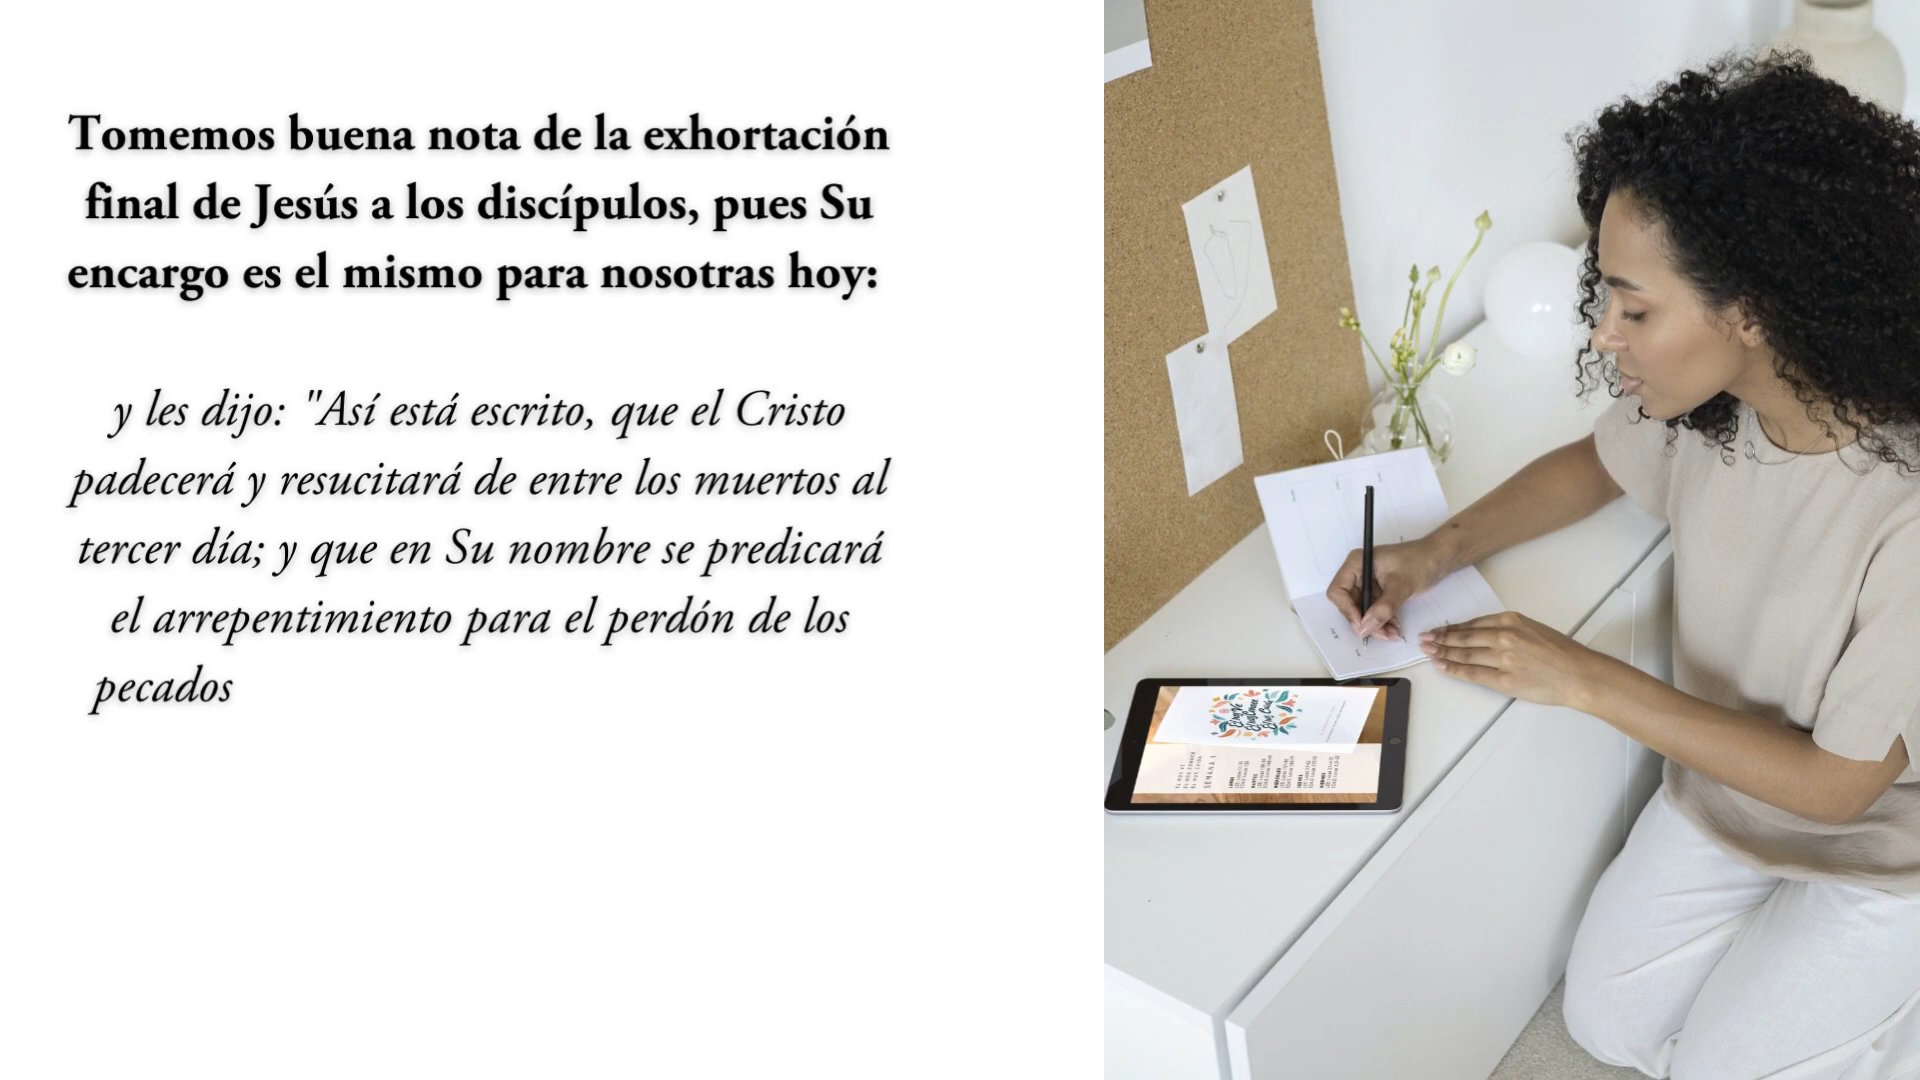 Tomemos buena nota de la exhortación
final de Jesús a los discípulos, pues Su
encargo es el mismo para nosotras hoy:
y les dijo: "Así está escrito, que el Cristo
padecerá y resucitará de entre los muertos al
tercer día; y que en Su nombre se predicará
el arrepentimiento para el perdón de los
pecados
SEMANA 1